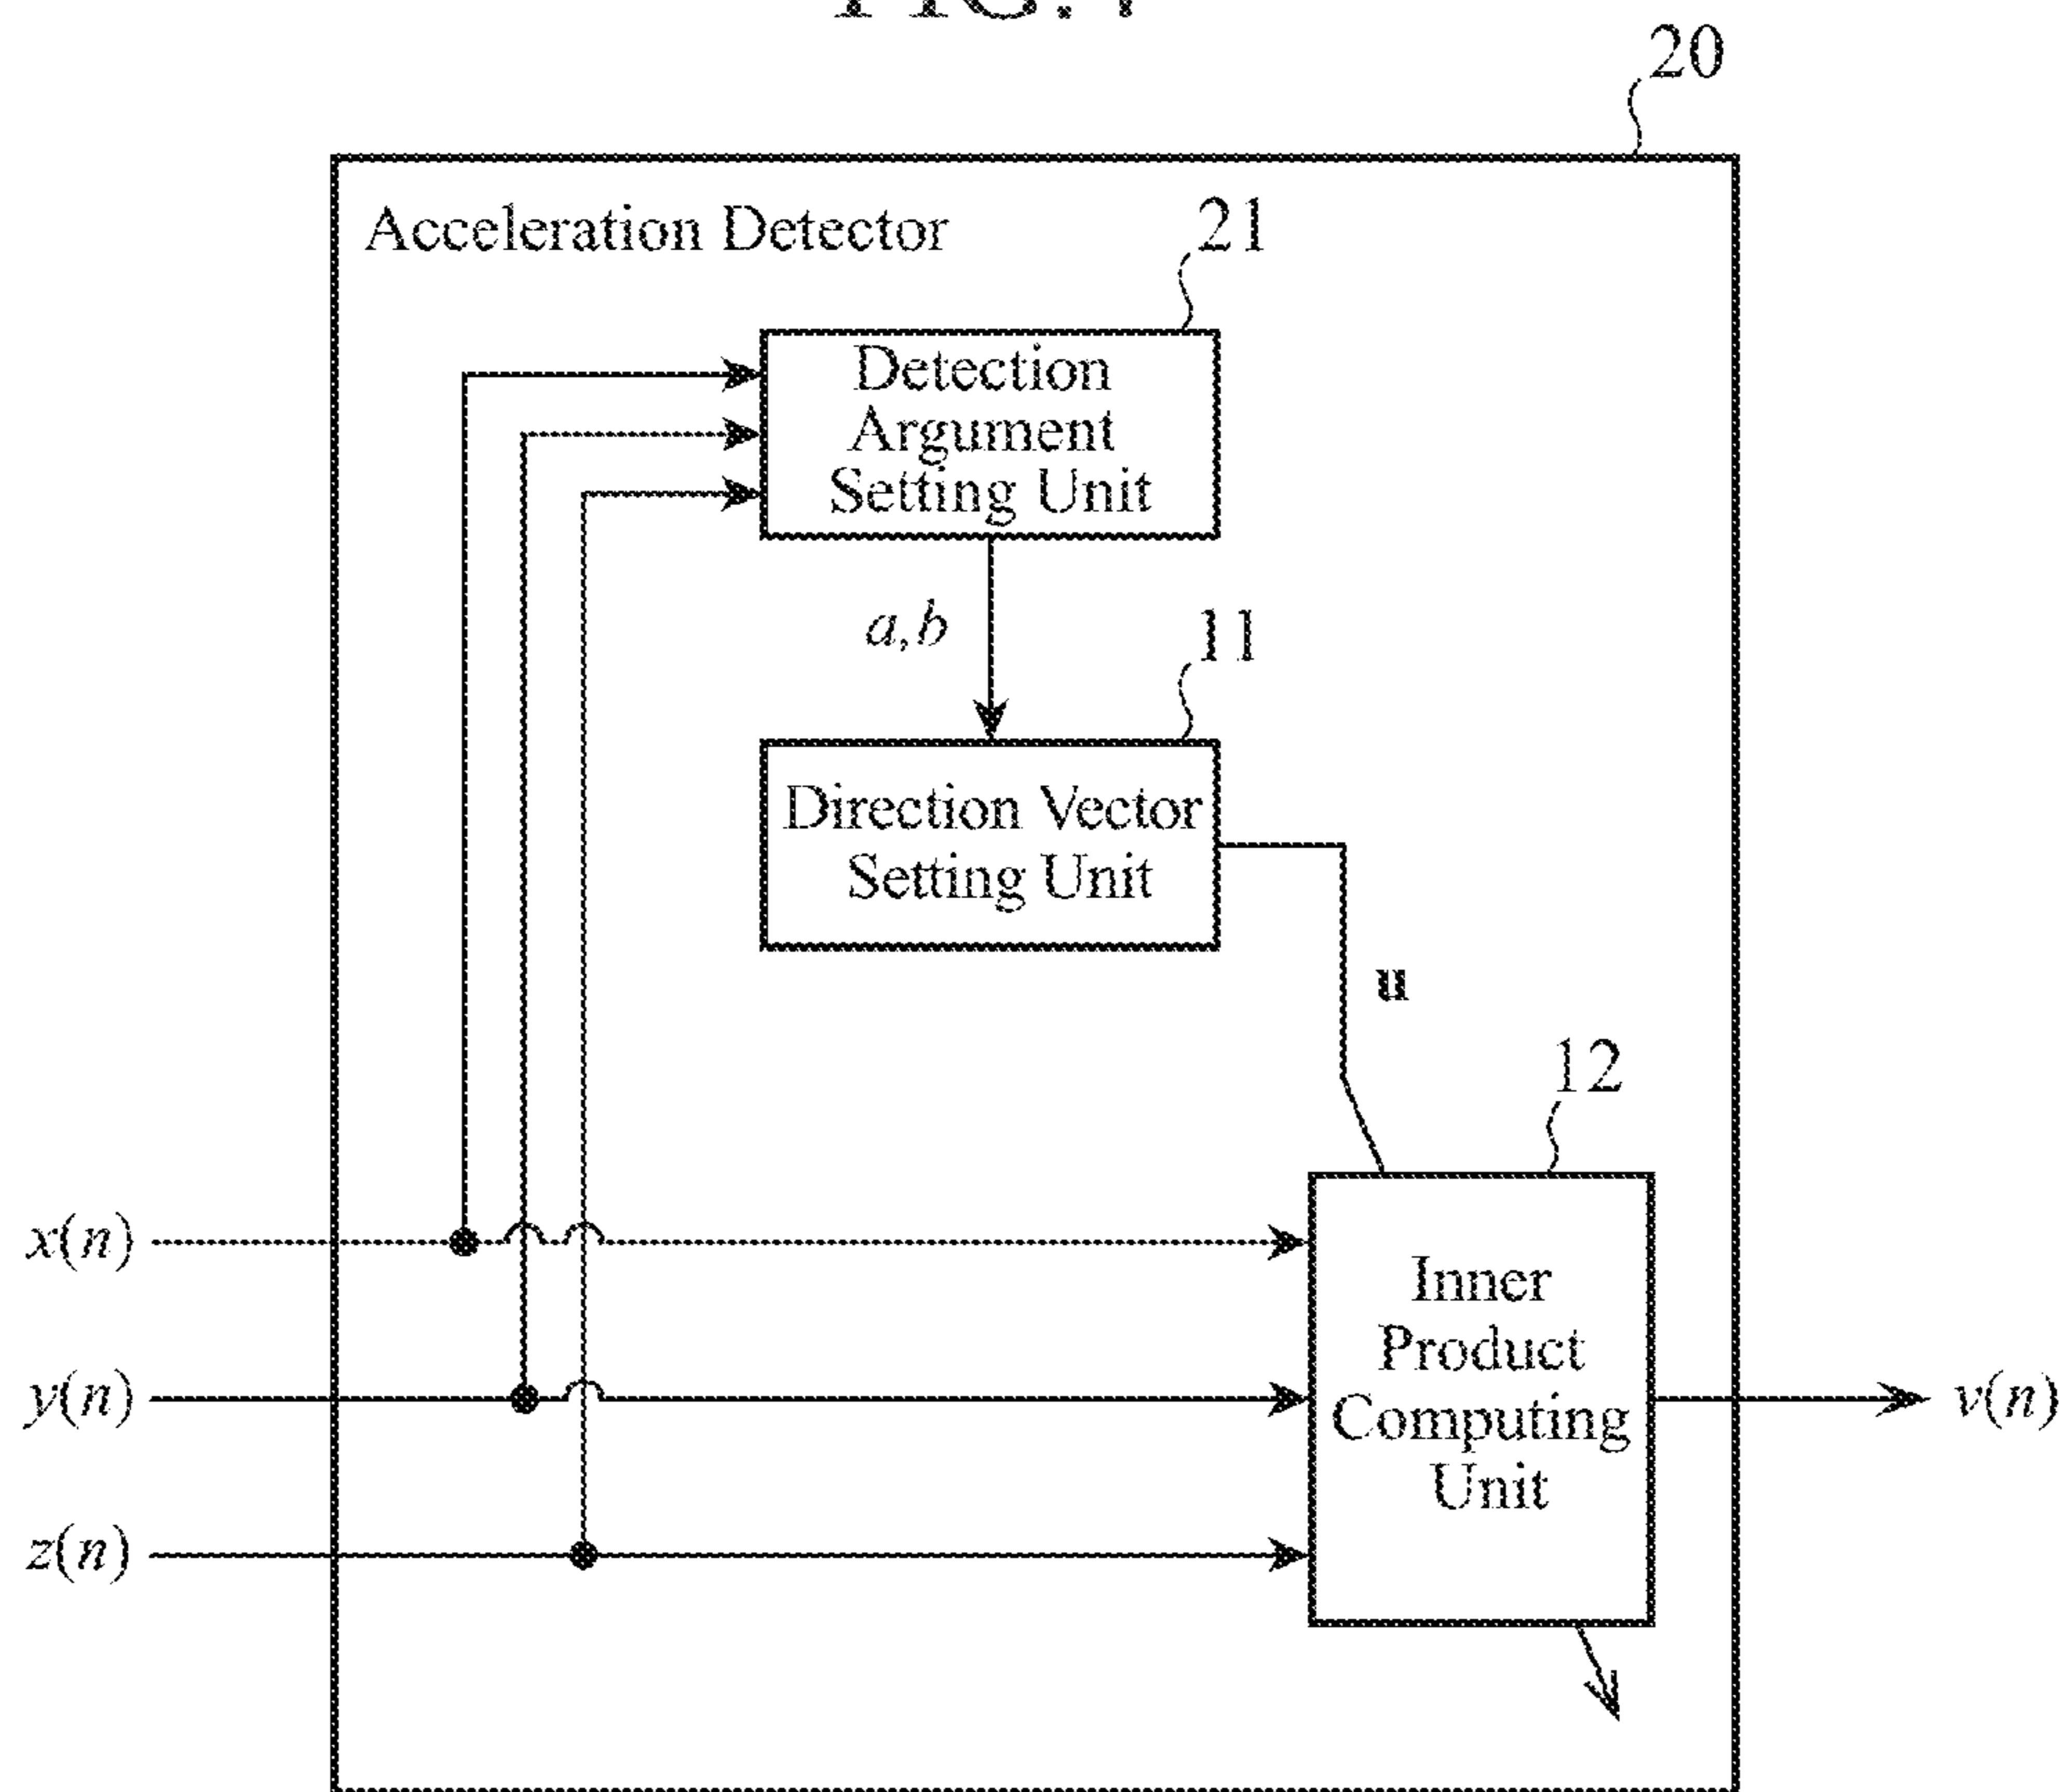 20
Acceleration Detector
21
Detection
Argument
Setting Unit
a,b
11
Direction Vector
Setting Unit
u
12
x(n)
y(n)
z(n)
Inner
Product
Computing
Unit
v(n)